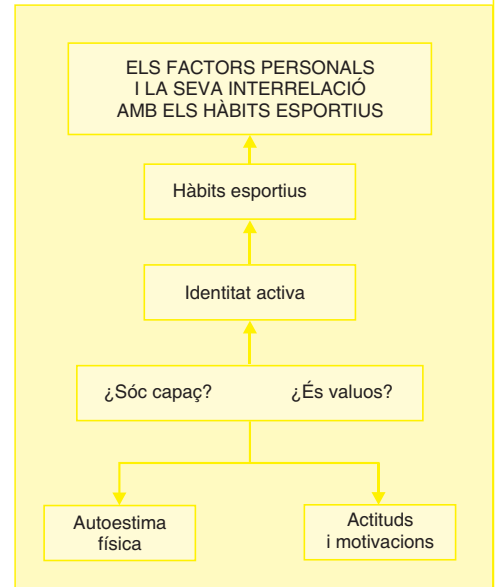 ELS FACTORS PERSONALS
I LA SEVA INTERRELACIÓ
AMB ELS HÀBITS ESPORTIUS
Hàbits esportius
Identitat activa
¿Sóc capaç? ¿És valuos?
Autoestima
física
Actituds
i motivacions